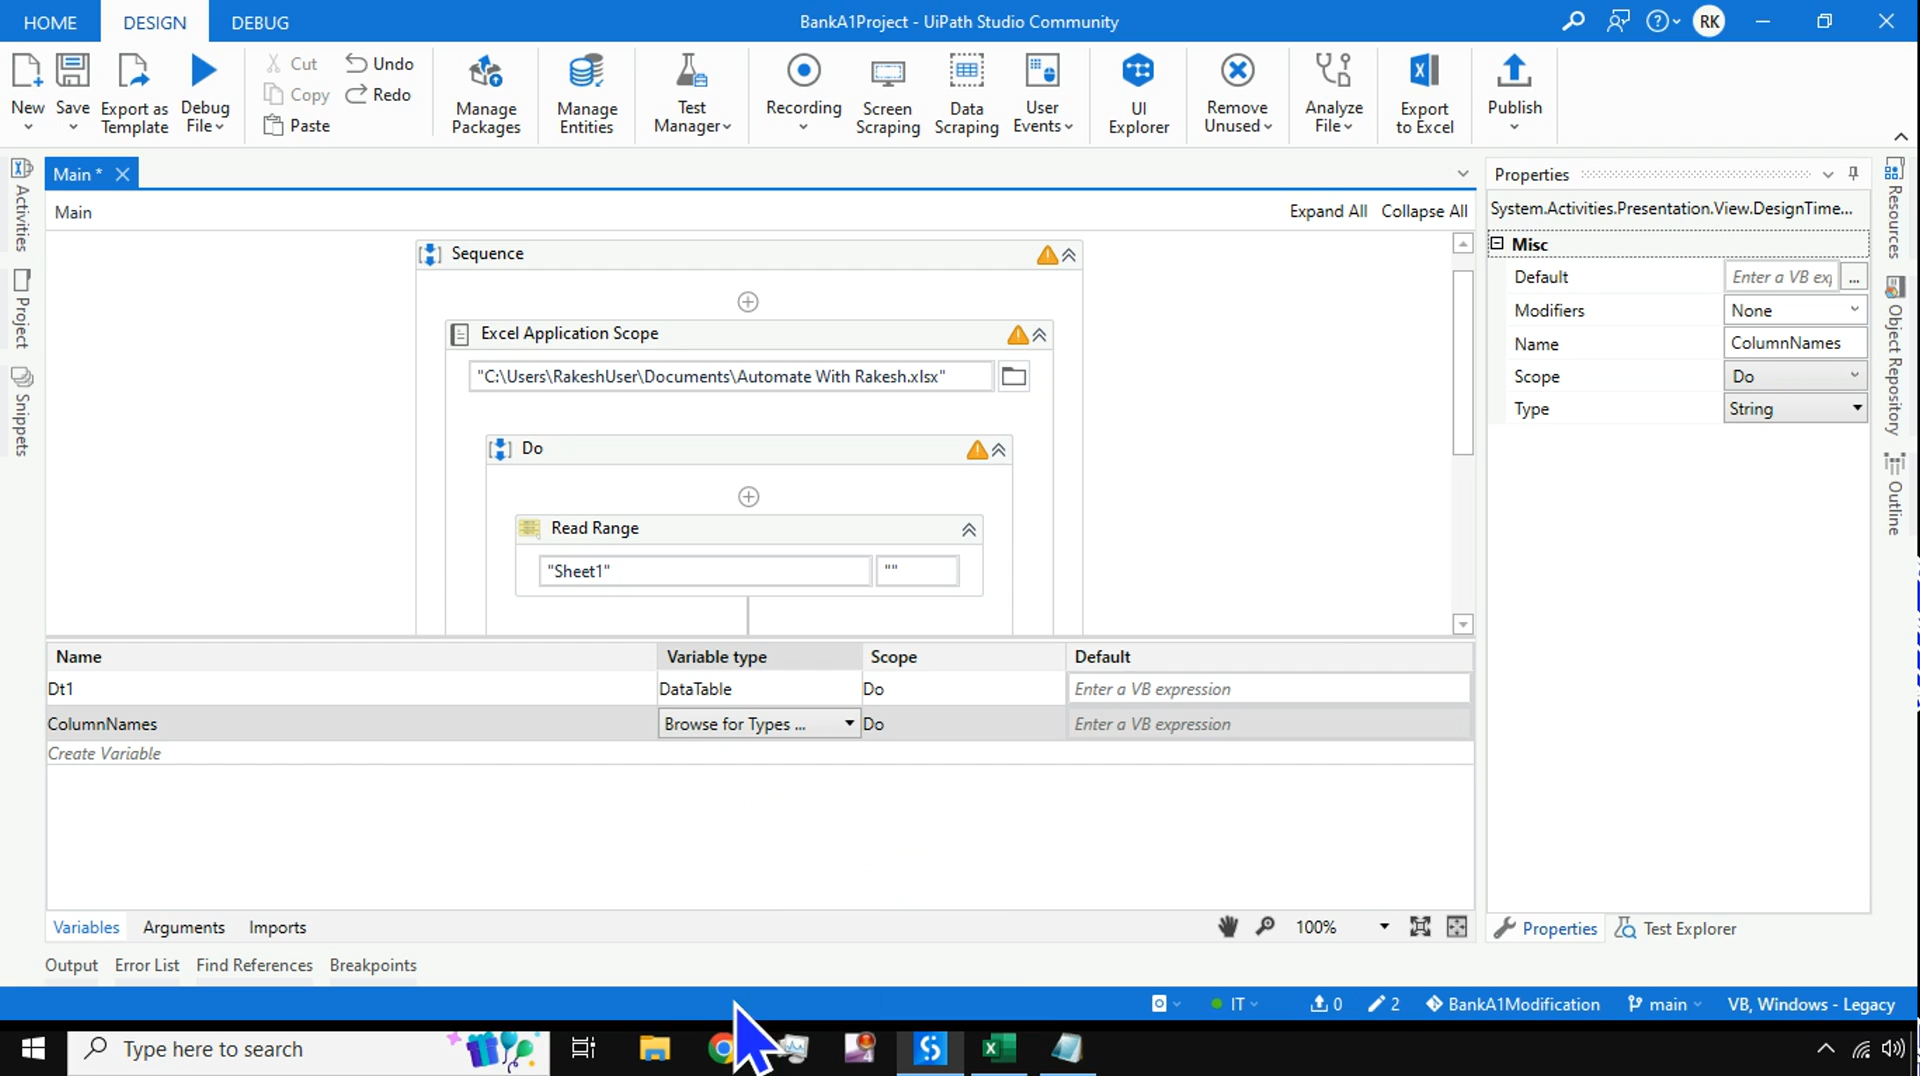 HOME DESIGN DEBUG BankA1Project - UiPath Studio Community RK
New Save Export as Template Debug File Cut Copy Paste Undo Redo Manage Packages Manage Entities Test Manager Recording Screen Scraping Data Scraping User Events UI Explorer Remove Unused Analyze File Export to Excel Publish
Activities
Project
Snippets
Main *
Main Expand All Collapse All
Sequence
Excel Application Scope
"C:\Users\RakeshUser\Documents\Automate With Rakesh.xlsx"
Do
Read Range
"Sheet1" ""
Name Variable type Scope Default
Dt1 DataTable Do Enter a VB expression
ColumnNames Browse for Types ... Do Enter a VB expression
Create Variable
Variables Arguments Imports 100%
Output Error List Find References Breakpoints
Properties
System.Activities.Presentation.View.DesignTime...
Misc
Default Enter a VB exp ...
Modifiers None
Name ColumnNames
Scope Do
Type String
Properties Test Explorer
Resources
Object Repository
Outline
IT 0 2 BankA1Modification main VB, Windows - Legacy
Type here to search